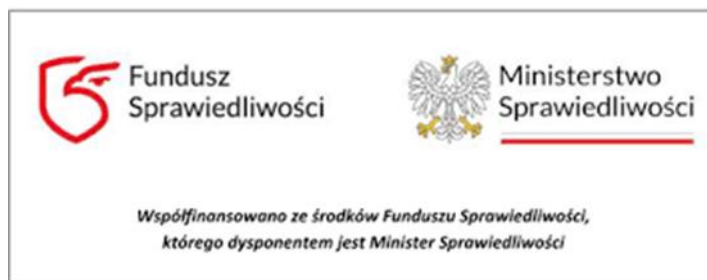 Fundusz
Sprawiedliwości
Ministerstwo
Sprawiedliwości
Współfinansowano ze środków Funduszu Sprawiedliwości,
którego dysponentem jest Minister Sprawiedliwości